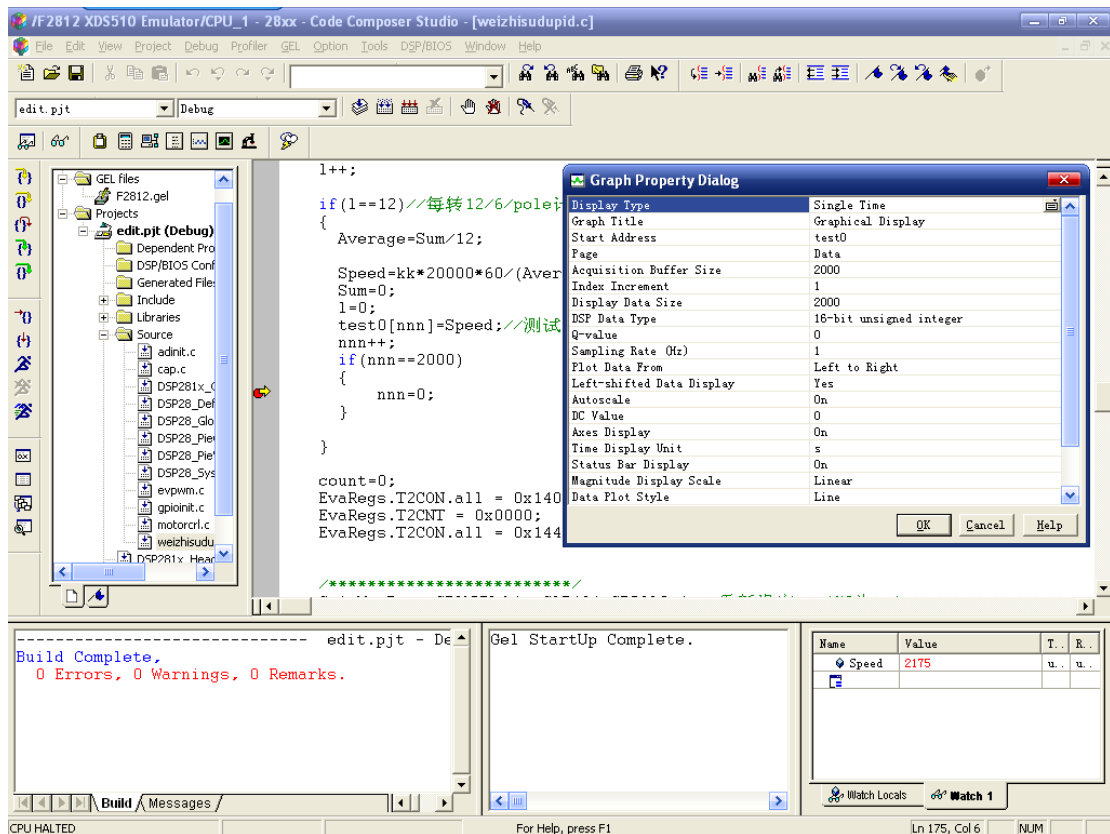 /F2812 XDS510 Emulator/CPU_1 - 28xx - Code Composer Studio - [weizhisudupid.c]
File Edit View Project Debug Profiler GEL Option Tools DSP/BIOS Window Help
edit.pjt Debug
GEL files
F2812.gel
Projects
edit.pjt (Debug)
Dependent Pro
DSP/BIOS Conf
Generated File
Include
Libraries
Source
adinit.c
cap.c
DSP281x_
DSP28_Def
DSP28_Glo
DSP28_Pie
DSP28_Pie
DSP28_Sys
evpwm.c
gpioinit.c
motorcrl.c
weizhisudu
DSP281x_Head
l++;
if(l==12)//每转12/6/pole
{
Average=Sum/12;
Speed=kk*20000*60/(Aver
Sum=0;
l=0;
test0[nnn]=Speed;//测试
nnn++;
if(nnn==2000)
{
nnn=0;
}
}
count=0;
EvaRegs.T2CON.all = 0x140
EvaRegs.T2CNT = 0x0000;
EvaRegs.T2CON.all = 0x144
/*************************/
Graph Property Dialog
Display Type Single Time
Graph Title Graphical Display
Start Address test0
Page Data
Acquisition Buffer Size 2000
Index Increment 1
Display Data Size 2000
DSP Data Type 16-bit unsigned integer
Q-value 0
Sampling Rate (Hz) 1
Plot Data From Left to Right
Left-shifted Data Display Yes
Autoscale On
DC Value 0
Axes Display On
Time Display Unit s
Status Bar Display On
Magnitude Display Scale Linear
Data Plot Style Line
OK Cancel Help
------------------------------ edit.pjt - De
Build Complete,
0 Errors, 0 Warnings, 0 Remarks.
Build Messages
Gel StartUp Complete.
Name Value T.. R..
Speed 2175 u.. u..
Watch Locals Watch 1
CPU HALTED For Help, press F1 Ln 175, Col 6 NUM